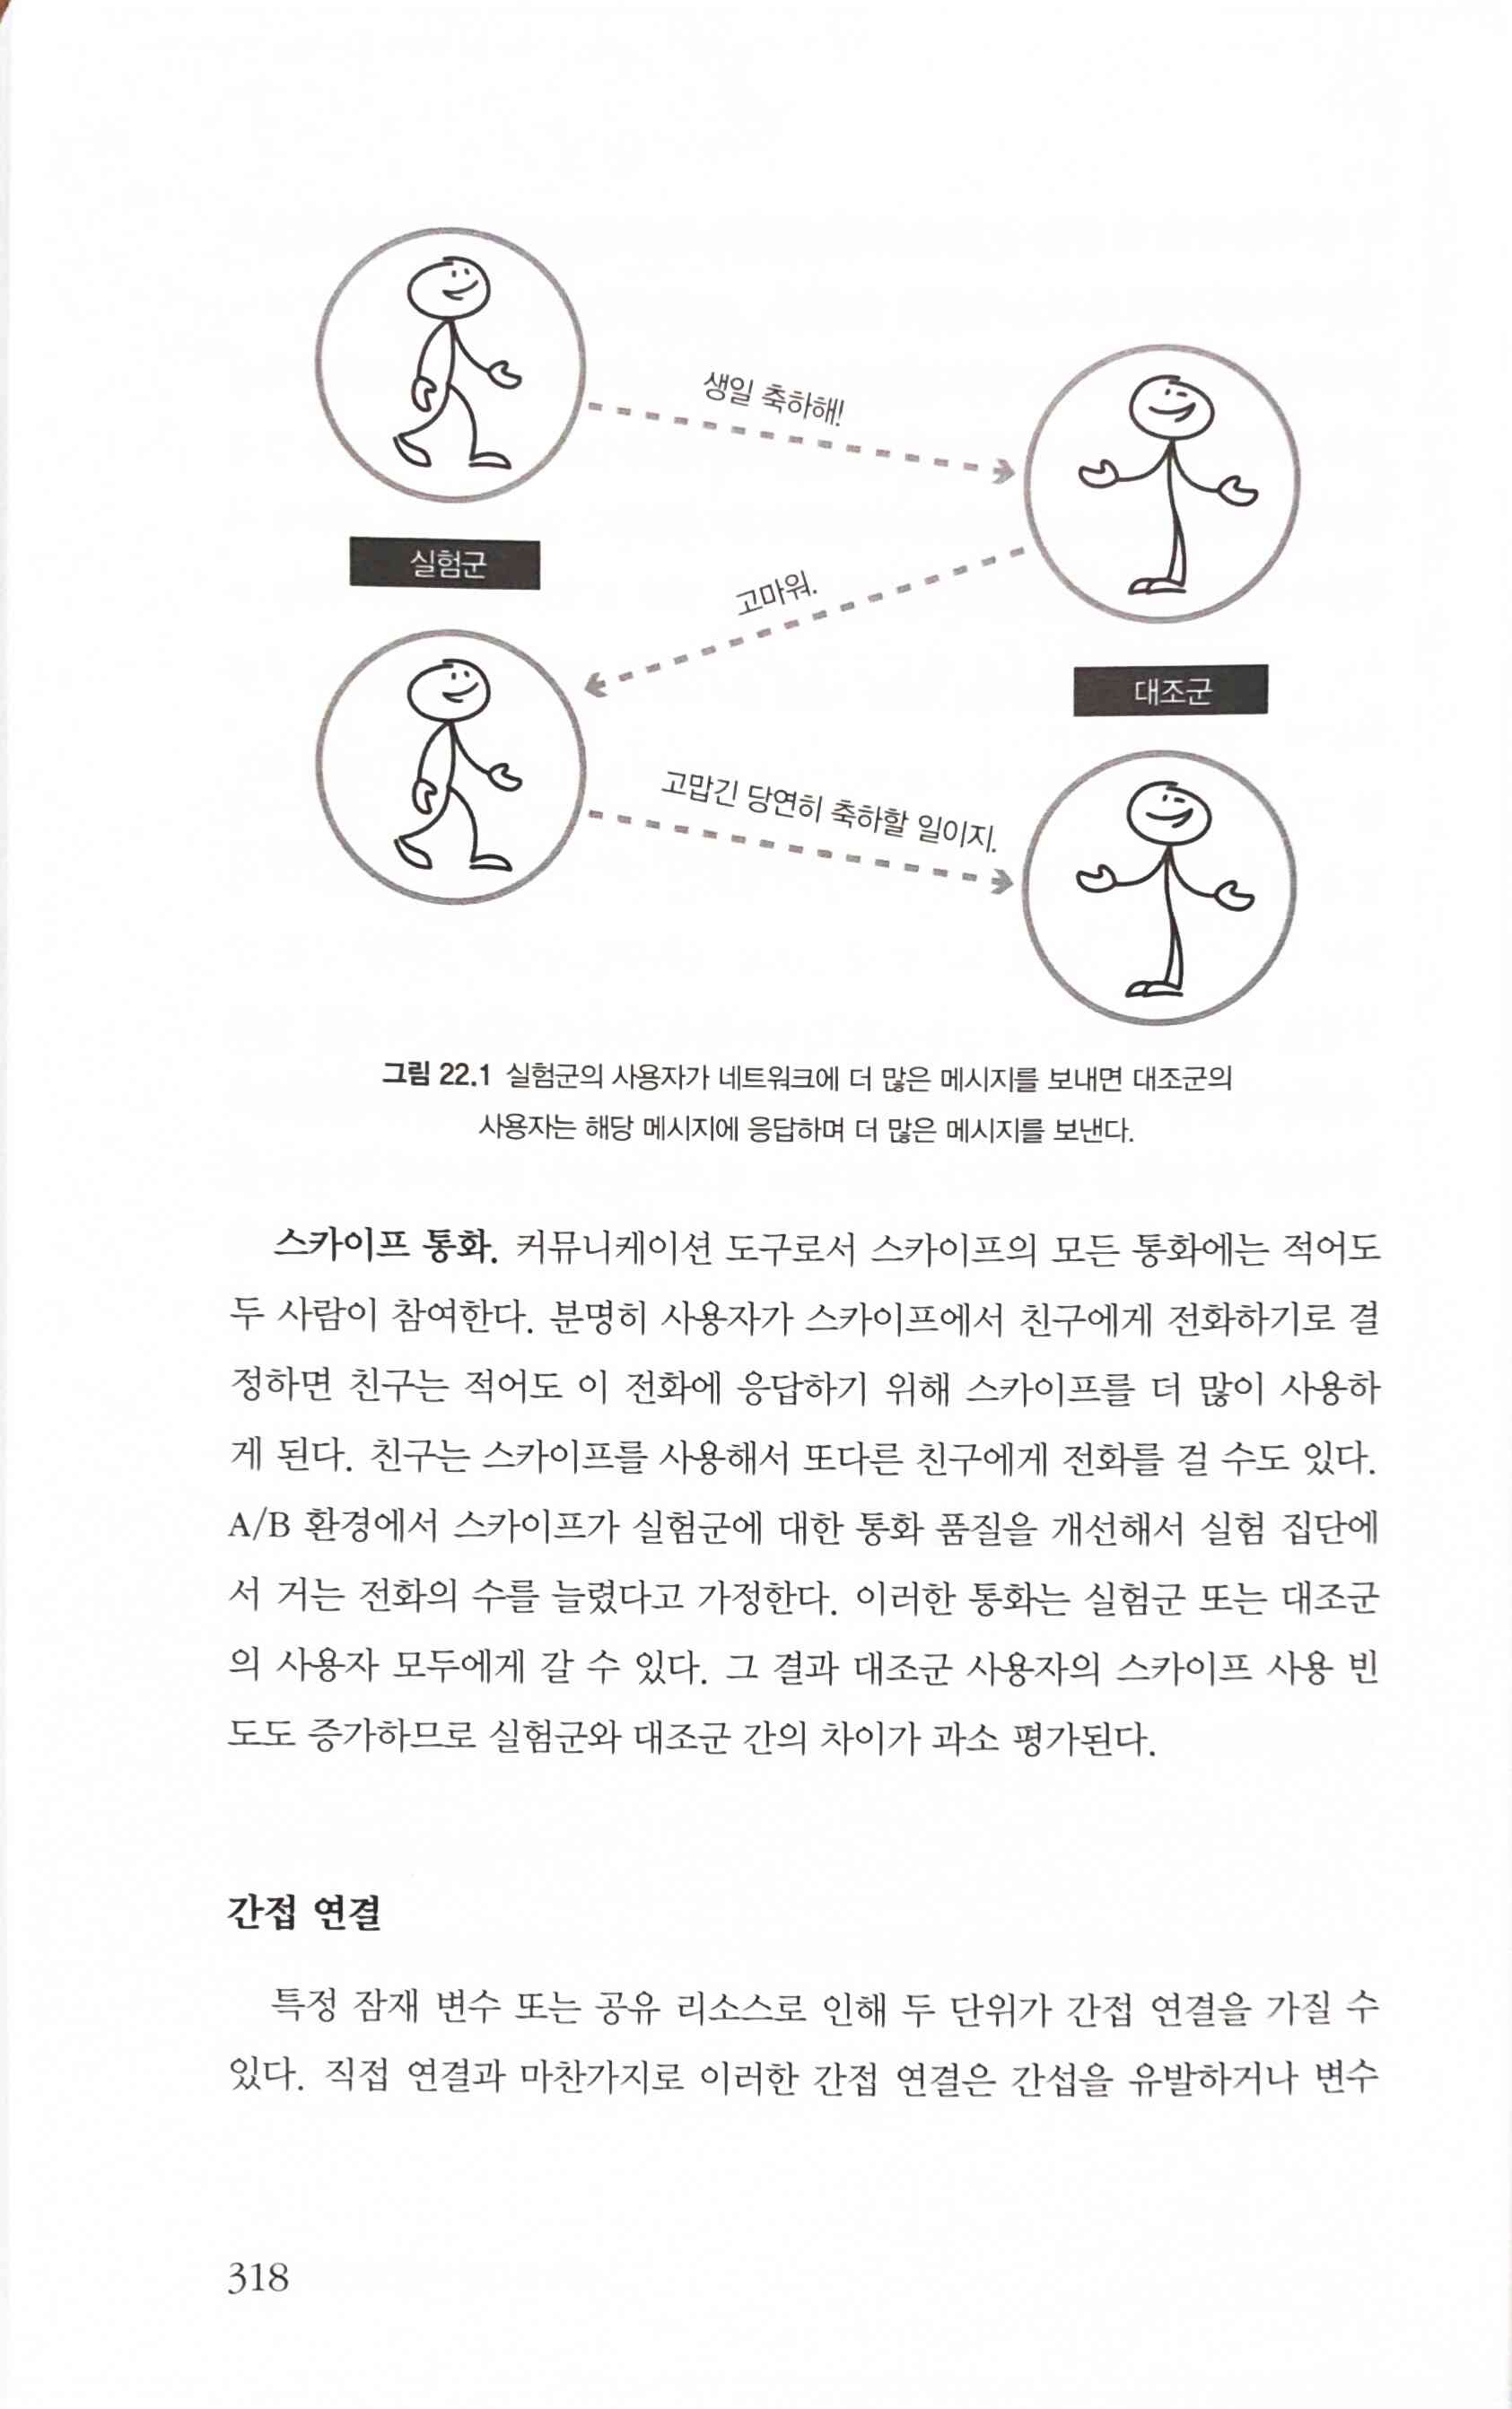 생일 축하해!
실험군
고마워.
대조군
고맙긴 당연히 축하할 일이지.
그림 22.1 실험군의 사용자가 네트워크에 더 많은 메시지를 보내면 대조군의
사용자는 해당 메시지에 응답하며 더 많은 메시지를 보낸다.
스카이프 통화. 커뮤니케이션 도구로서 스카이프의 모든 통화에는 적어도
두 사람이 참여한다. 분명히 사용자가 스카이프에서 친구에게 전화하기로 결
정하면 친구는 적어도 이 전화에 응답하기 위해 스카이프를 더 많이 사용하
게 된다. 친구는 스카이프를 사용해서 또다른 친구에게 전화를 걸 수도 있다.
A/B 환경에서 스카이프가 실험군에 대한 통화 품질을 개선해서 실험 집단에
서 거는 전화의 수를 늘렸다고 가정한다. 이러한 통화는 실험군 또는 대조군
의 사용자 모두에게 갈 수 있다. 그 결과 대조군 사용자의 스카이프 사용 빈
도도 증가하므로 실험군와 대조군 간의 차이가 과소 평가된다.
간접 연결
특정 잠재 변수 또는 공유 리소스로 인해 두 단위가 간접 연결을 가질 수
있다. 직접 연결과 마찬가지로 이러한 간접 연결은 간섭을 유발하거나 변수
318